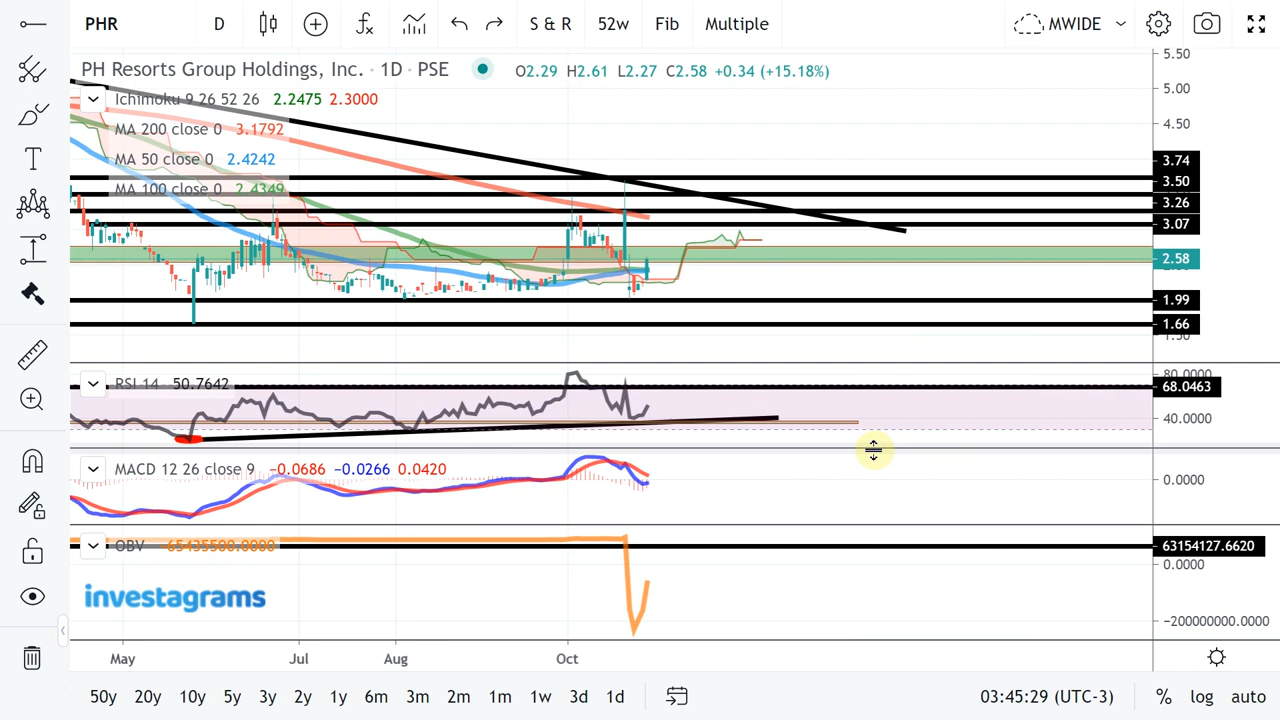 PHR D S & R 52w Fib Multiple MWIDE
PH Resorts Group Holdings, Inc. · 1D · PSE O2.29 H2.61 L2.27 C2.58 +0.34 (+15.18%)
Ichimoku 9 26 52 26 2.2475 2.3000
MA 200 close 0 3.1792
MA 50 close 0 2.4242
MA 100 close 0 2.4349
5.50
5.00
4.50
3.74
3.50
3.26
3.07
2.58
1.99
1.66
RSI 14 50.7642
80.0000
68.0463
40.0000
MACD 12 26 close 9 −0.0686 −0.0266 0.0420
0.0000
OBV 65435500.0000
63154127.6620
0.0000
−200000000.0000
investagrams
May Jul Aug Oct
50y 20y 10y 5y 3y 2y 1y 6m 3m 2m 1m 1w 3d 1d 03:45:29 (UTC-3) % log auto